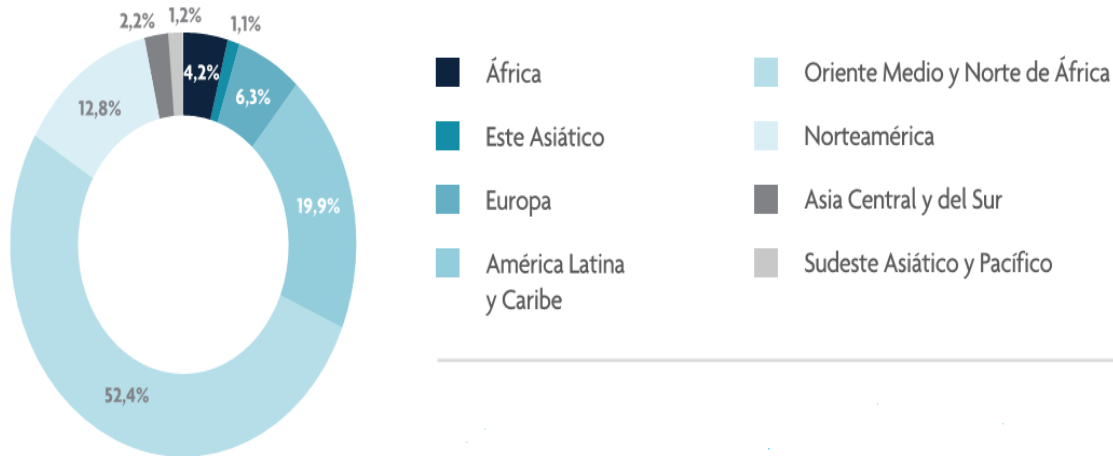 2,2%
1,2%
1,1%
4,2%
6,3%
12,8%
19,9%
52,4%
África
Este Asiático
Europa
América Latina
y Caribe
Oriente Medio y Norte de África
Norteamérica
Asia Central y del Sur
Sudeste Asiático y Pacífico